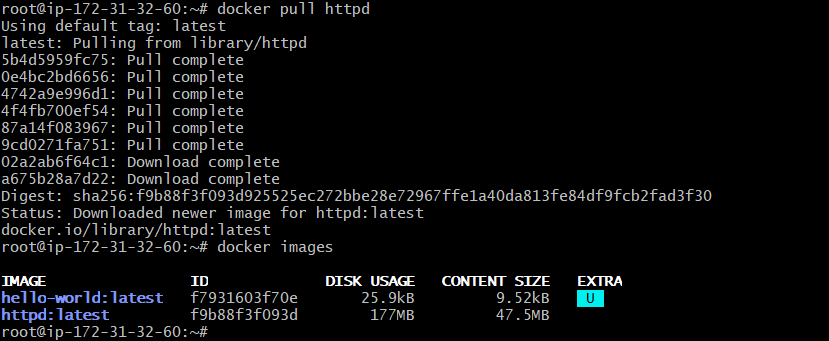 root@ip-172-31-32-60:~# docker pull httpd
Using default tag: latest
latest: Pulling from library/httpd
5b4d5959fc75: Pull complete
0e4bc2bd6656: Pull complete
4742a9e996d1: Pull complete
4f4fb700ef54: Pull complete
87a14f083967: Pull complete
9cd0271fa751: Pull complete
02a2ab6f64c1: Download complete
a675b28a7d22: Download complete
Digest: sha256:f9b88f3f093d925525ec272bbe28e72967ffe1a40da813fe84df9fcb2fad3f30
Status: Downloaded newer image for httpd:latest
docker.io/library/httpd:latest
root@ip-172-31-32-60:~# docker images
IMAGE ID DISK USAGE CONTENT SIZE EXTRA
hello-world:latest f7931603f70e 25.9kB 9.52kB U
httpd:latest f9b88f3f093d 177MB 47.5MB
root@ip-172-31-32-60:~#